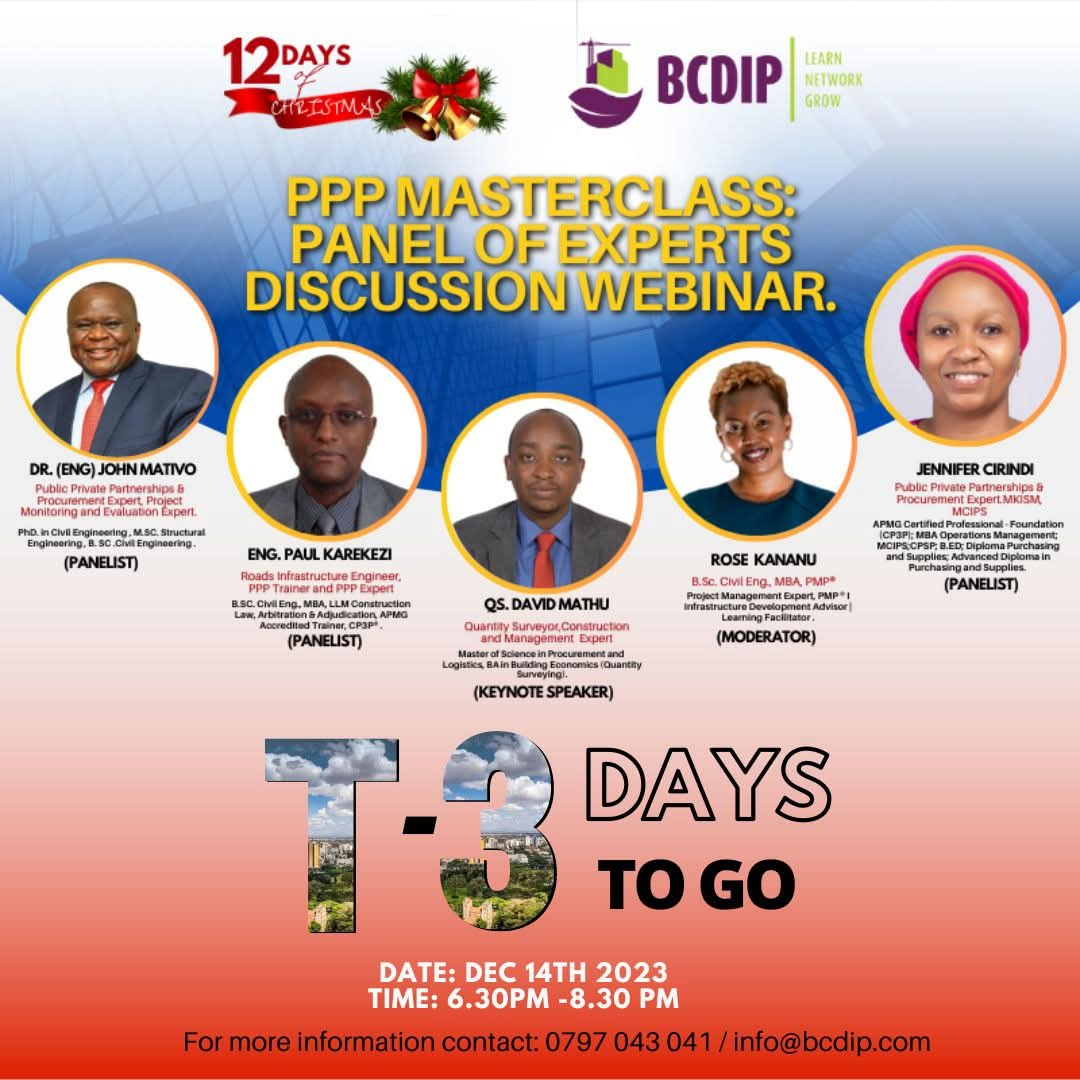 12 DAYS
of
CHRISTMAS
BCDIP
LEARN
NETWORK
GROW
PPP MASTERCLASS:
PANEL OF EXPERTS
DISCUSSION WEBINAR.
DR. (ENG) JOHN MATIVO
Public Private Partnerships &
Procurement Expert, Project
Monitoring and Evaluation Expert.
PhD. in Civil Engineering , M.SC. Structural
Engineering , B. SC .Civil Engineering .
(PANELIST)
ENG. PAUL KAREKEZI
Roads Infrastructure Engineer,
PPP Trainer and PPP Expert
B.SC. Civil Eng., MBA, LLM Construction
Law, Arbitration & Adjudication, APMG
Accredited Trainer, CP3P® .
(PANELIST)
QS. DAVID MATHU
Quantity Surveyor,Construction
and Management Expert
Master of Science in Procurement and
Logistics, BA in Building Economics (Quantity
Surveying).
(KEYNOTE SPEAKER)
ROSE KANANU
B.Sc. Civil Eng., MBA, PMP®
Project Management Expert, PMP ® I
Infrastructure Development Advisor |
Learning Facilitator .
(MODERATOR)
JENNIFER CIRINDI
Public Private Partnerships &
Procurement Expert.MKISM,
MCIPS
APMG Certified Professional - Foundation
(CP3P); MBA Operations Management;
MCIPS;CPSP; B.ED; Diploma Purchasing
and Supplies; Advanced Diploma in
Purchasing and Supplies.
(PANELIST)
T-3 DAYS
TO GO
DATE: DEC 14TH 2023
TIME: 6.30PM -8.30 PM
For more information contact: 0797 043 041 / info@bcdip.com